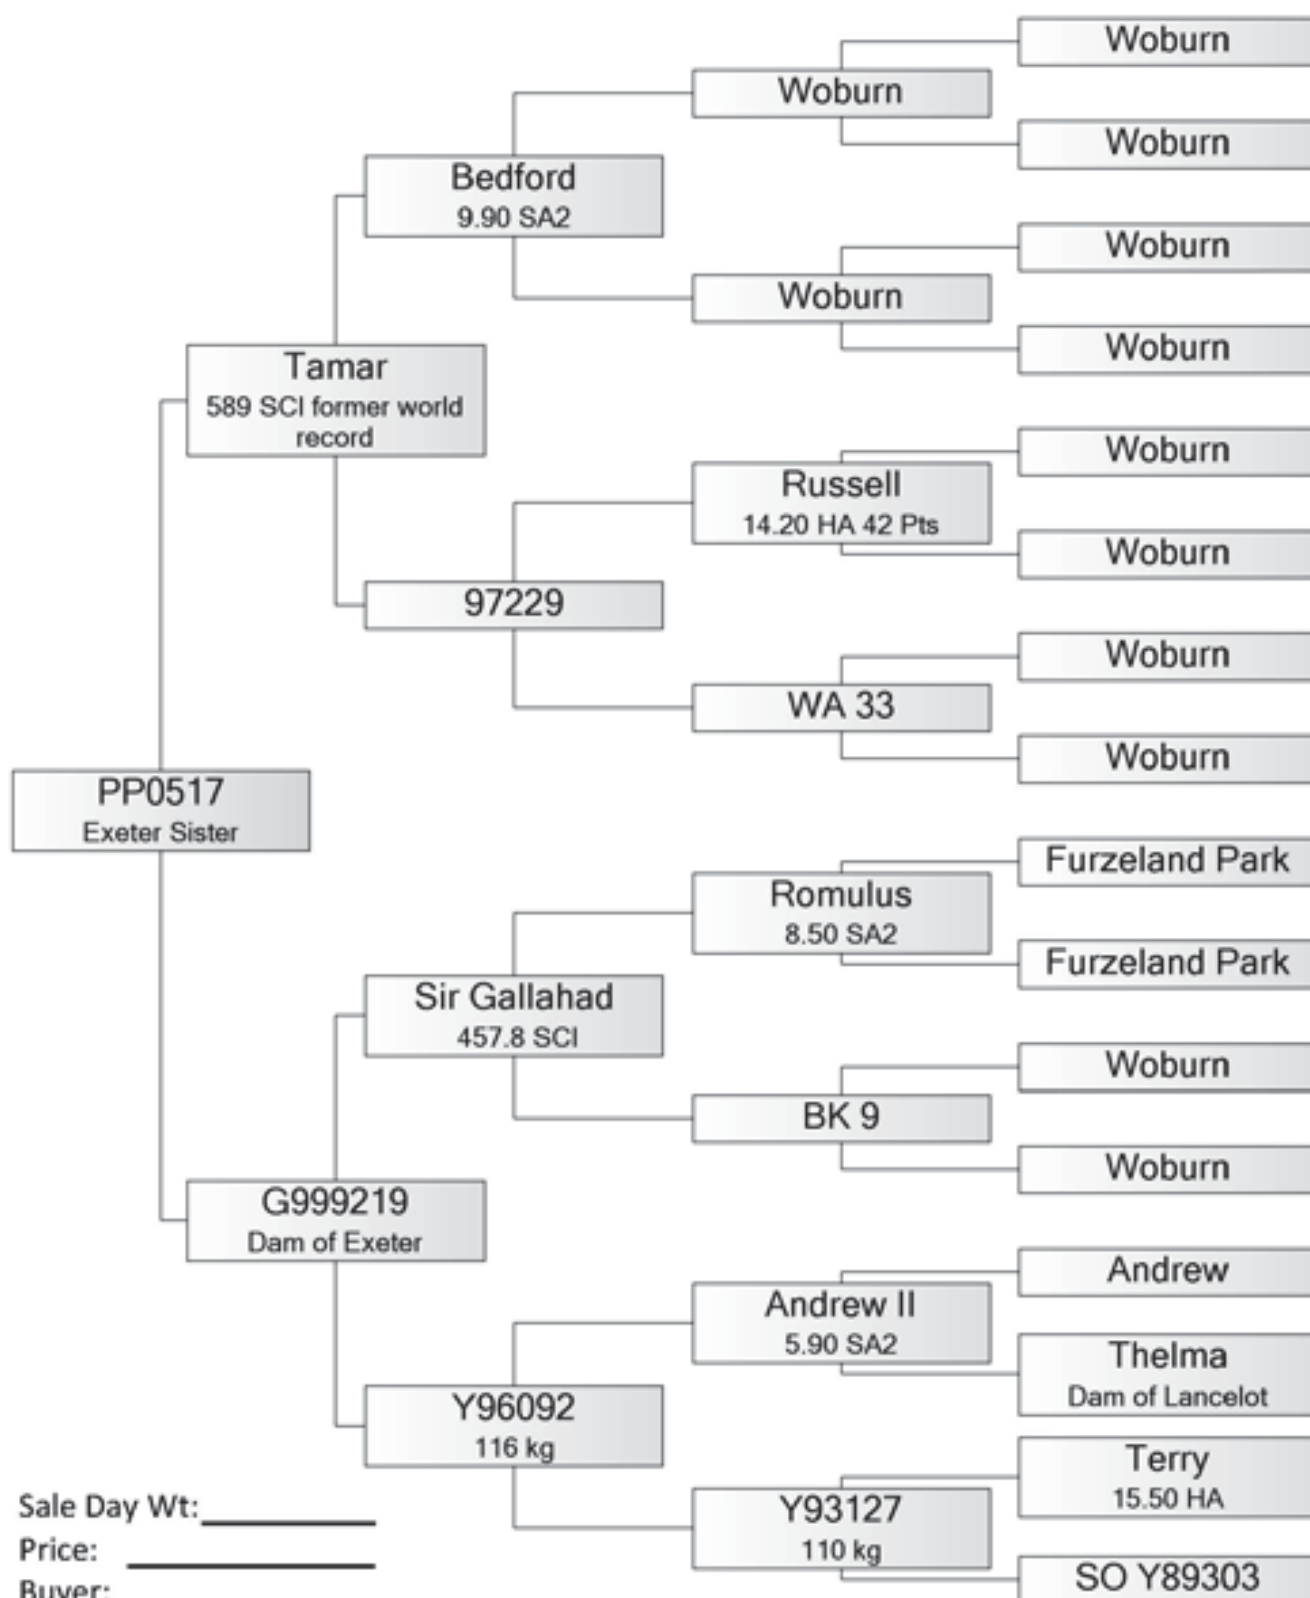 Woburn
Woburn
Woburn
Bedford
9.90 SA2
Woburn
Woburn
Woburn
Tamar
589 SCI former world
record
Woburn
Russell
14.20 HA 42 Pts
Woburn
97229
Woburn
WA 33
Woburn
PP0517
Exeter Sister
Furzeland Park
Romulus
8.50 SA2
Furzeland Park
Sir Gallahad
457.8 SCI
Woburn
BK 9
Woburn
G999219
Dam of Exeter
Andrew
Andrew II
5.90 SA2
Thelma
Dam of Lancelot
Y96092
116 kg
Terry
15.50 HA
Y93127
110 kg
SO Y89303
Sale Day Wt:
Price:
Buyer: